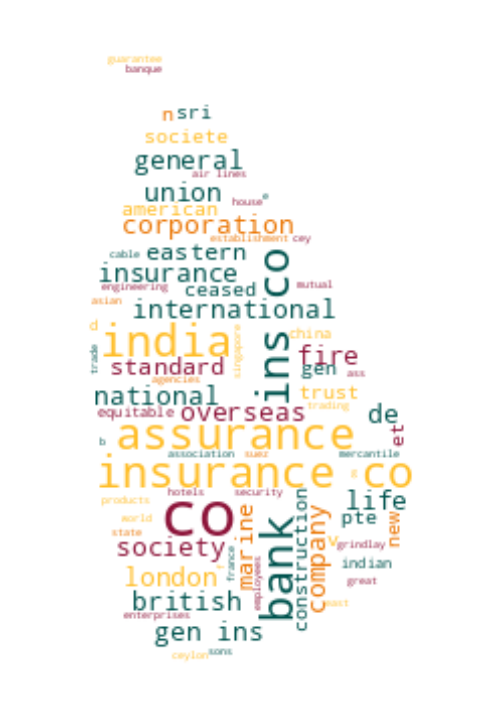 guarantee
banque
n sri
societe
general
air lines
union
house e
american
corporation
establishment cey
cable eastern
insurance co
engineering ceased mutual
asian
international
d india singapore china
trade standard fire
agencies gen ass
national ins trust
equitable overseas trading
de
b assurance et
association suez mercantile
insurance co
g
products hotels security
co life
world pte
state marine bank construction company new
society v grindlay
france indian
london employees great
r
british east
enterprises
gen ins
ceylon sons